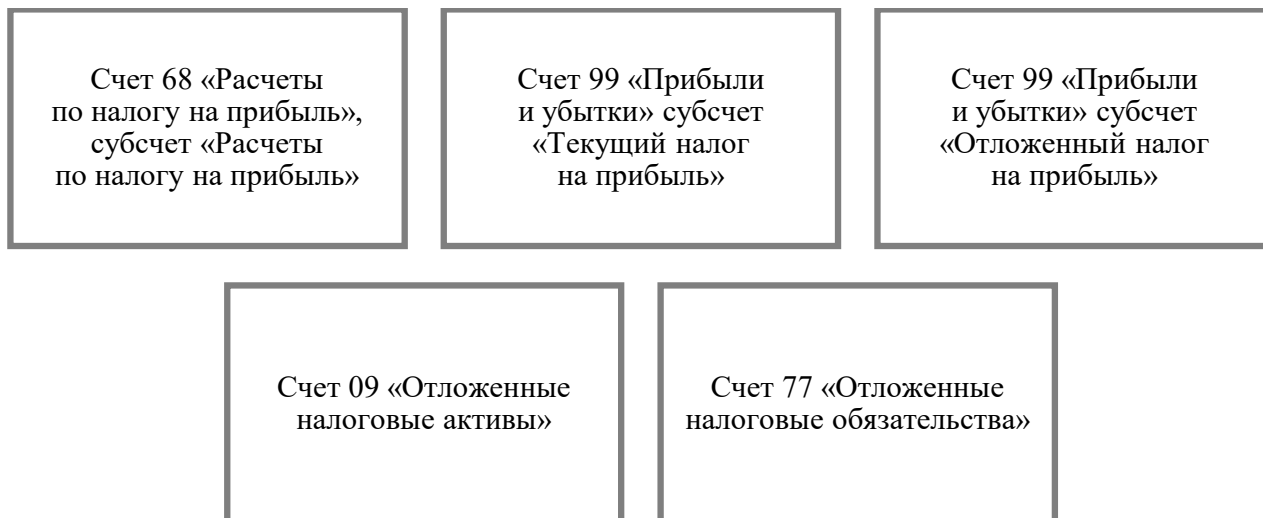 Счет 68 «Расчеты
по налогу на прибыль»,
субсчет «Расчеты
по налогу на прибыль»
Счет 99 «Прибыли
и убытки» субсчет
«Текущий налог
на прибыль»
Счет 99 «Прибыли
и убытки» субсчет
«Отложенный налог
на прибыль»
Счет 09 «Отложенные
налоговые активы»
Счет 77 «Отложенные
налоговые обязательства»